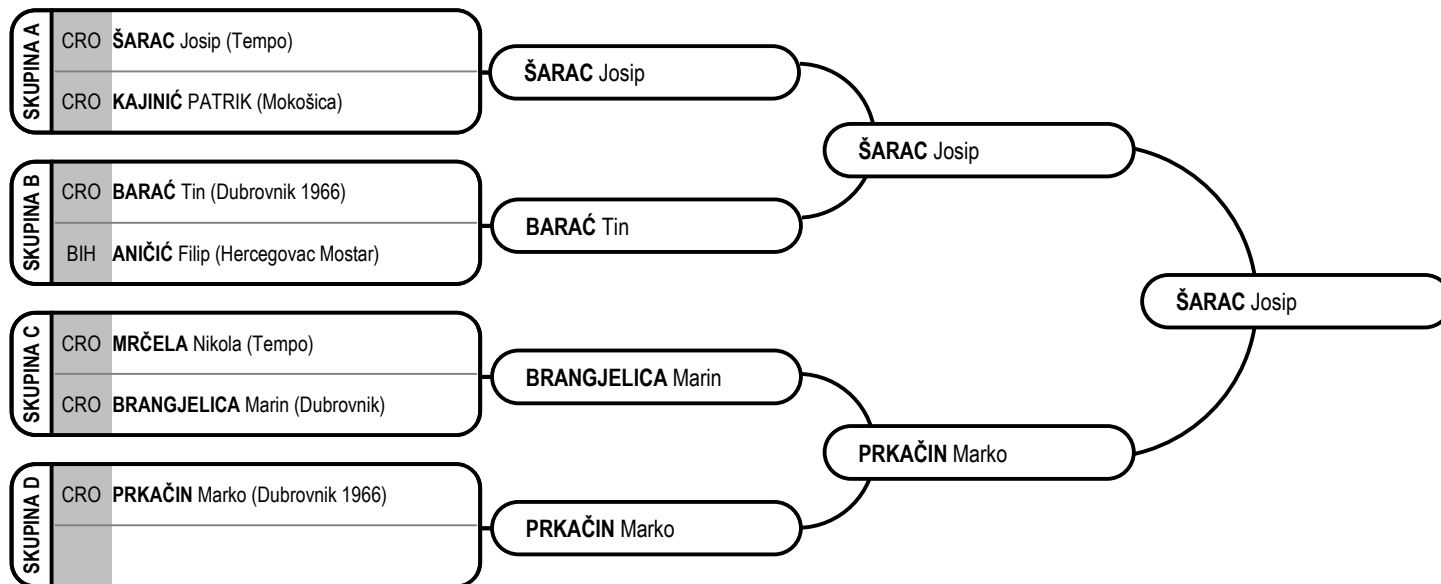 SKUPINA A
CRO ŠARAC Josip (Tempo)
CRO KAJINIĆ PATRIK (Mokošica)
SKUPINA B
CRO BARAĆ Tin (Dubrovnik 1966)
BIH ANIČIĆ Filip (Hercegovac Mostar)
SKUPINA C
CRO MRČELA Nikola (Tempo)
CRO BRANGJELICA Marin (Dubrovnik)
SKUPINA D
CRO PRKAČIN Marko (Dubrovnik 1966)
ŠARAC Josip
BARAĆ Tin
BRANGJELICA Marin
PRKAČIN Marko
ŠARAC Josip
PRKAČIN Marko
ŠARAC Josip